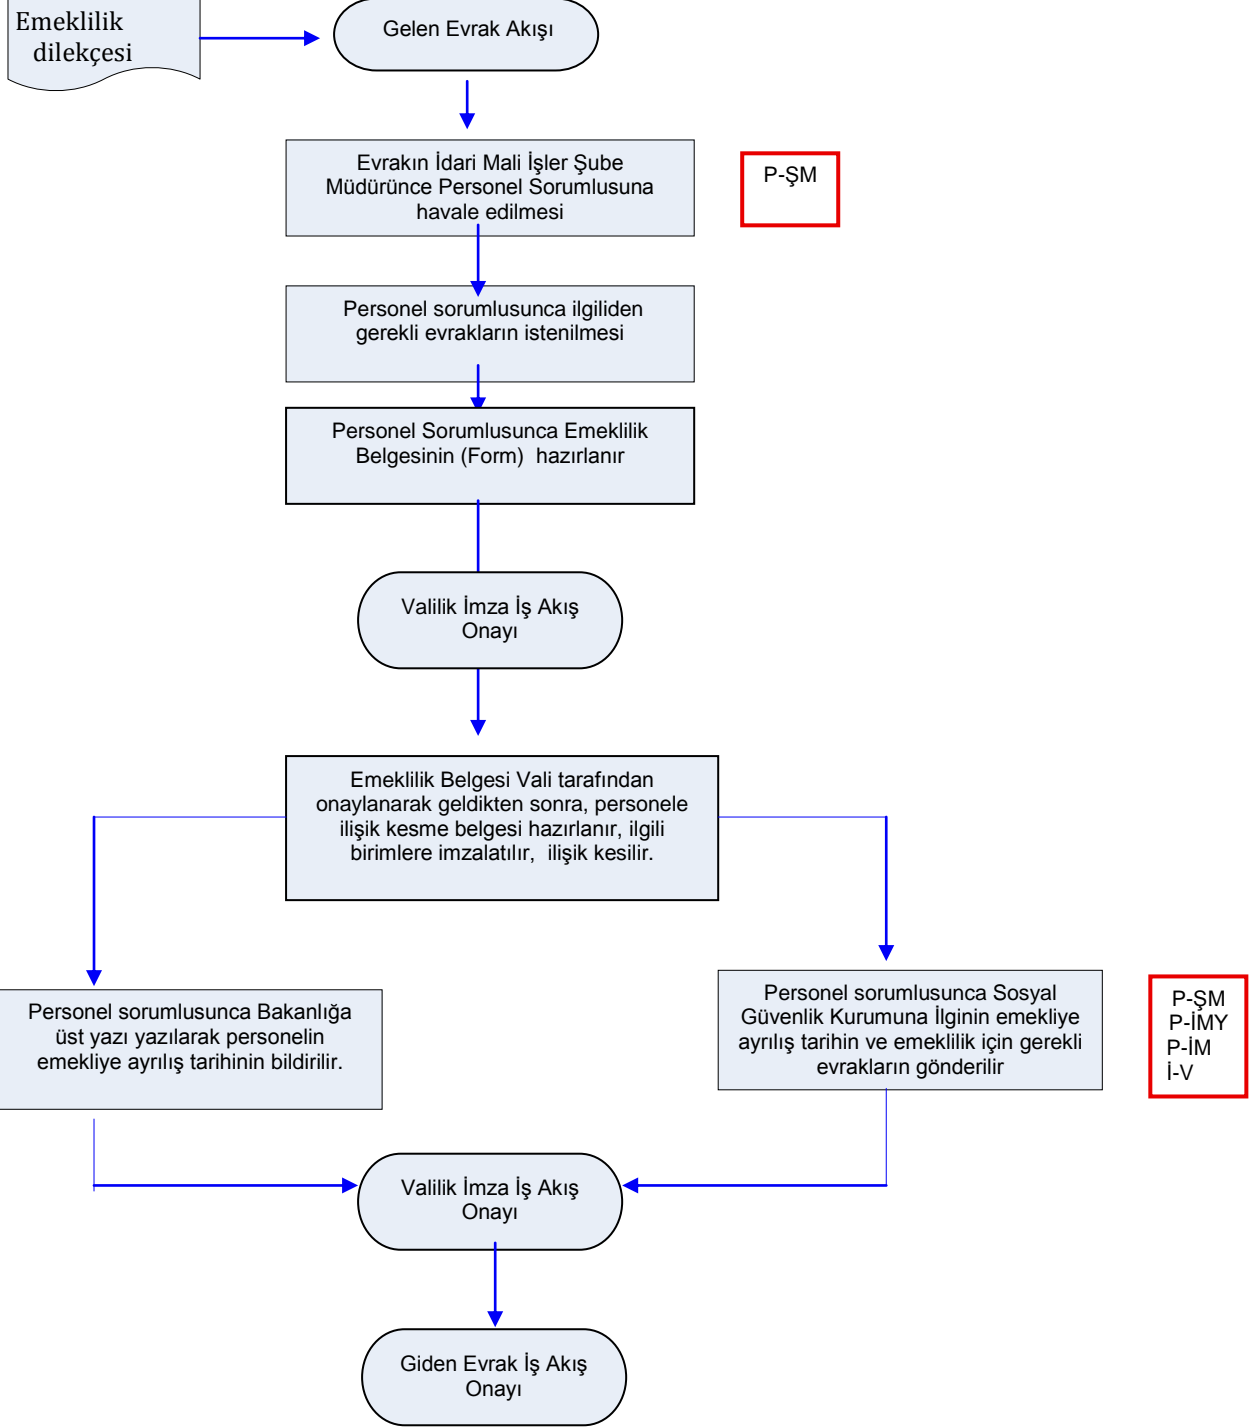 Emeklilik
dilekçesi
Gelen Evrak Akışı
Evrakın İdari Mali İşler Şube
Müdürünce Personel Sorumlusuna
havale edilmesi
P-ŞM
Personel sorumlusunca ilgiliden
gerekli evrakların istenilmesi
Personel Sorumlusunca Emeklilik
Belgesinin (Form) hazırlanır
Valilik İmza İş Akış
Onayı
Emeklilik Belgesi Vali tarafından
onaylanarak geldikten sonra, personele
ilişik kesme belgesi hazırlanır, ilgili
birimlere imzalatılır, ilişik kesilir.
Personel sorumlusunca Bakanlığa
üst yazı yazılarak personelin
emekliye ayrılış tarihinin bildirilir.
Personel sorumlusunca Sosyal
Güvenlik Kurumuna İlginin emekliye
ayrılış tarihin ve emeklilik için gerekli
evrakların gönderilir
P-ŞM
P-İMY
P-İM
İ-V
Valilik İmza İş Akış
Onayı
Giden Evrak İş Akış
Onayı